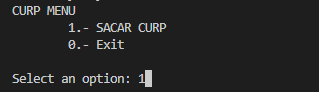 CURP MENU
1.- SACAR CURP
0.- Exit
Select an option: 1